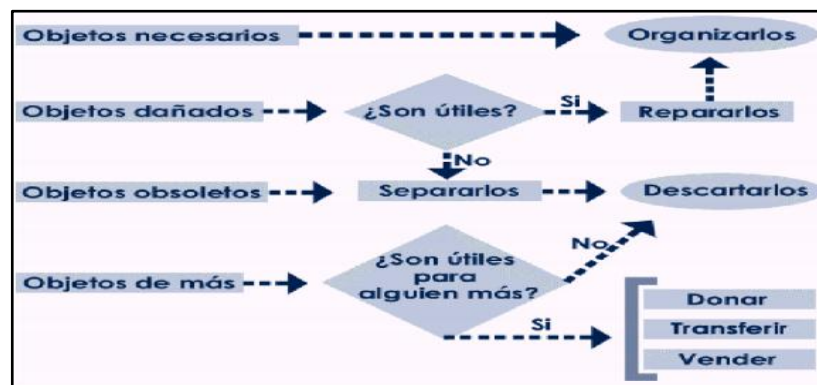 Objetos necesarios
Organizarlos
Objetos dañados
¿Son útiles?
Si
Repararlos
No
Objetos obsoletos
Separarlos
Descartarlos
Objetos de más
¿Son útiles
para
alguien más?
No
Si
Donar
Transferir
Vender